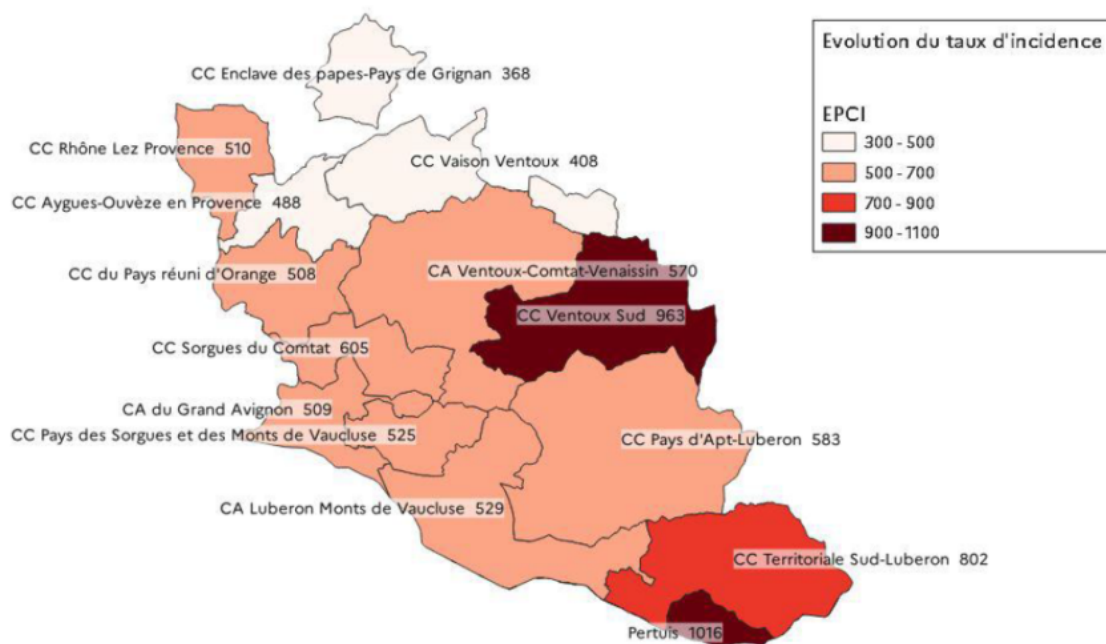 Evolution du taux d'incidence
EPCI
300 - 500
500 - 700
700 - 900
900 - 1100
CC Enclave des papes-Pays de Grignan 368
CC Rhône Lez Provence 510
CC Vaison Ventoux 408
CC Aygues-Ouvèze en Provence 488
CC du Pays réuni d'Orange 508
CA Ventoux-Comtat-Venaissin 570
CC Ventoux Sud 963
CC Sorgues du Comtat 605
CA du Grand Avignon 509
CC Pays des Sorgues et des Monts de Vaucluse 525
CC Pays d'Apt-Luberon 583
CA Luberon Monts de Vaucluse 529
CC Territoriale Sud-Luberon 802
Pertuis 1016